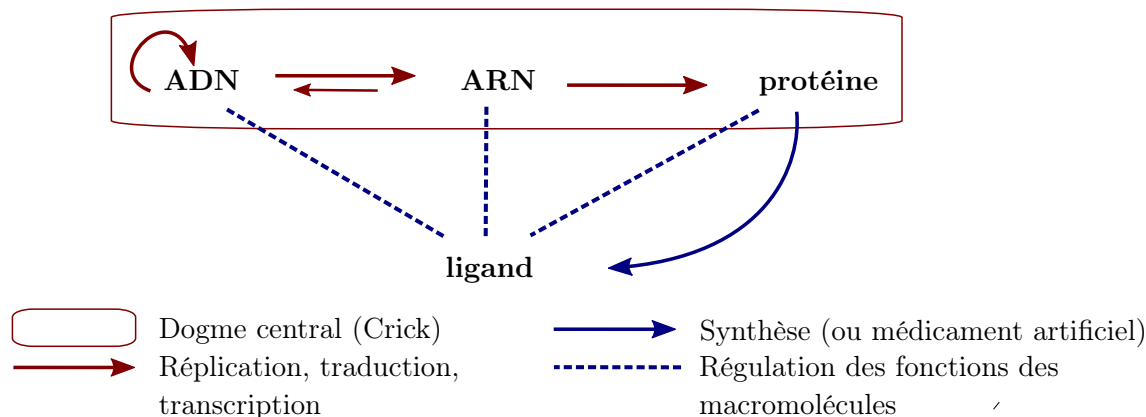 ADN ARN protéine
ligand
Dogme central (Crick)
Réplication, traduction,
transcription
Synthèse (ou médicament artificiel)
Régulation des fonctions des
macromolécules